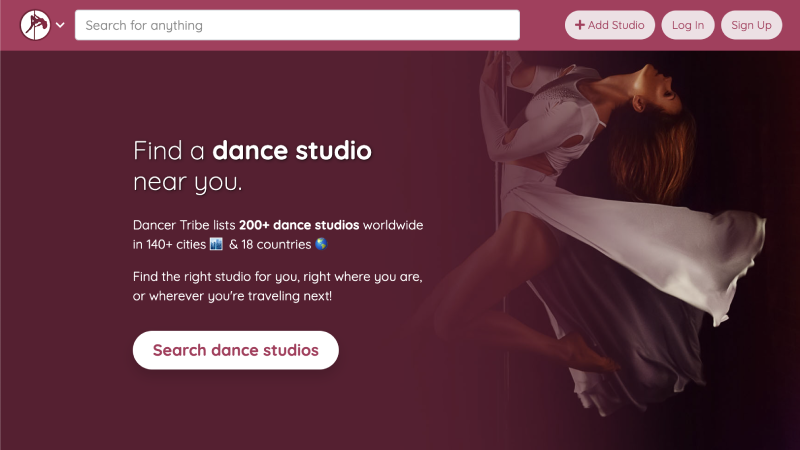 Search for anything
Add Studio
Log In
Sign Up
Find a dance studio
near you.
Dancer Tribe lists 200+ dance studios worldwide
in 140+ cities 🏙️ & 18 countries 🌎
Find the right studio for you, right where you are,
or wherever you're traveling next!
Search dance studios